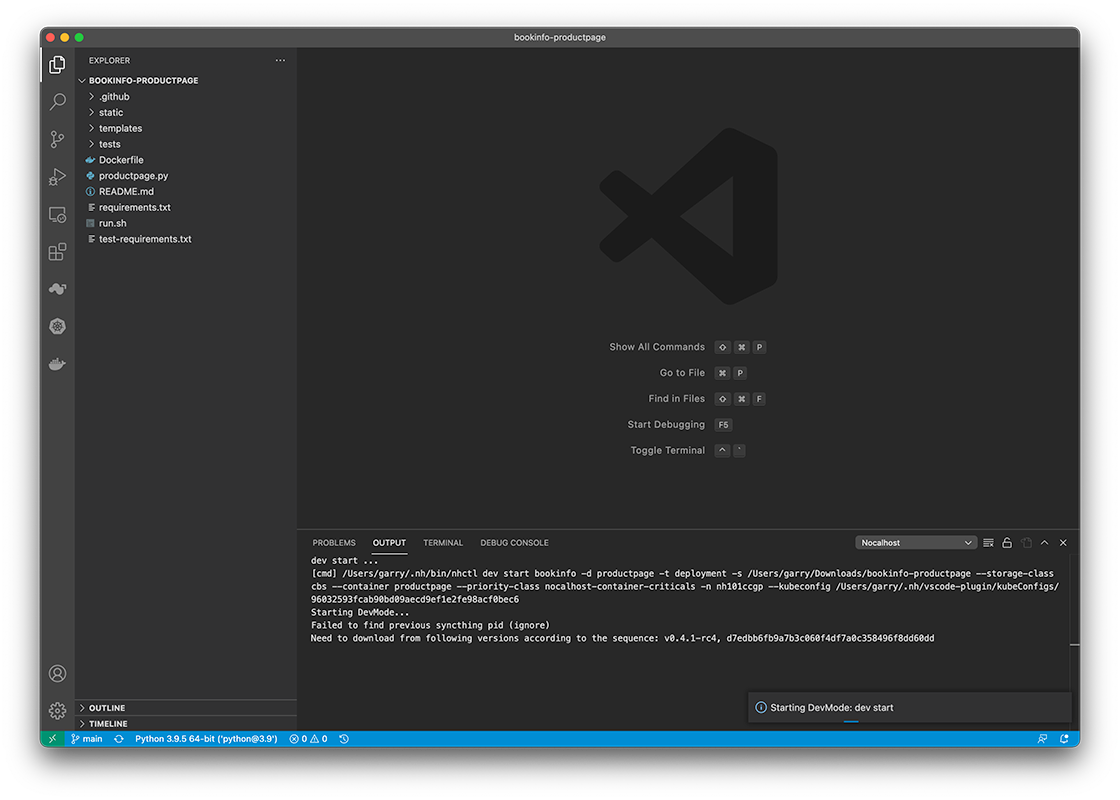 bookinfo-productpage
EXPLORER
BOOKINFO-PRODUCTPAGE
.github
static
templates
tests
Dockerfile
productpage.py
README.md
requirements.txt
run.sh
test-requirements.txt
OUTLINE
TIMELINE
Show All Commands ⇧ ⌘ P
Go to File ⌘ P
Find in Files ⇧ ⌘ F
Start Debugging F5
Toggle Terminal ^ `
PROBLEMS OUTPUT TERMINAL DEBUG CONSOLE Nocalhost
dev start ...
[cmd] /Users/garry/.nh/bin/nhctl dev start bookinfo -d productpage -t deployment -s /Users/garry/Downloads/bookinfo-productpage --storage-class
cbs --container productpage --priority-class nocalhost-container-criticals -n nh101ccgp --kubeconfig /Users/garry/.nh/vscode-plugin/kubeConfigs/
96032593fcab90bd09aecd9ef1e2fe98acf0bec6
Starting DevMode...
Failed to find previous syncthing pid (ignore)
Need to download from following versions according to the sequence: v0.4.1-rc4, d7edbb6fb9a7b3c060f4df7a0c358496f8dd60dd
Starting DevMode: dev start
main Python 3.9.5 64-bit ('python@3.9') 0 0